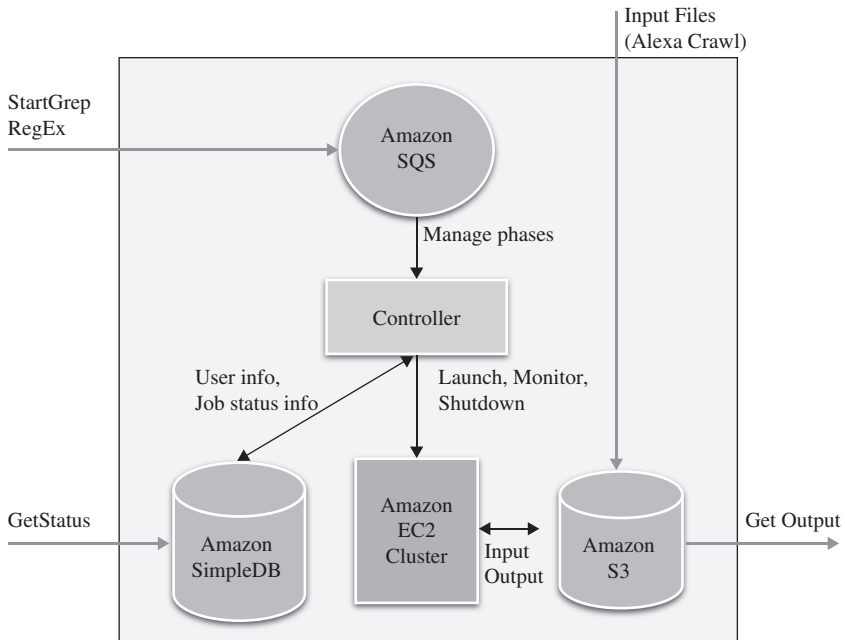 Input Files
(Alexa Crawl)
StartGrep
RegEx
Amazon
SQS
Manage phases
Controller
User info,
Job status info
Launch, Monitor,
Shutdown
GetStatus
Amazon
SimpleDB
Amazon
EC2
Cluster
Input
Output
Amazon
S3
Get Output